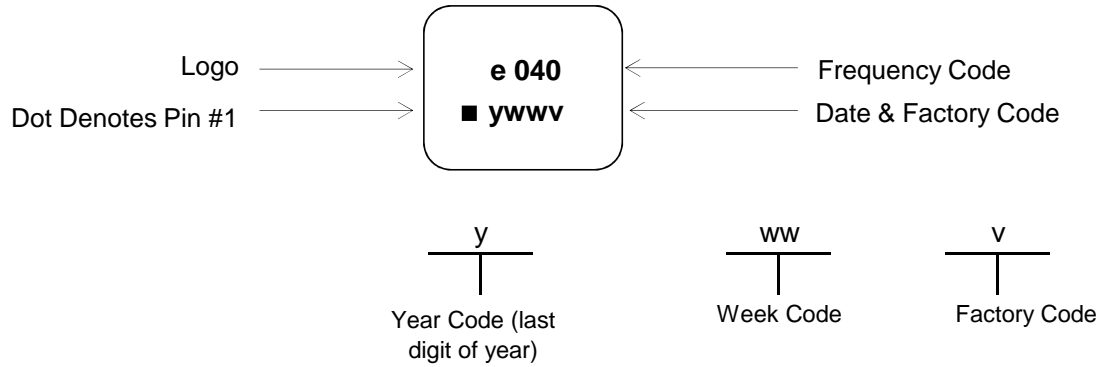 Logo
e 040
Frequency Code
Dot Denotes Pin #1
■ ywwv
Date & Factory Code
y
ww
v
Year Code (last
digit of year)
Week Code
Factory Code